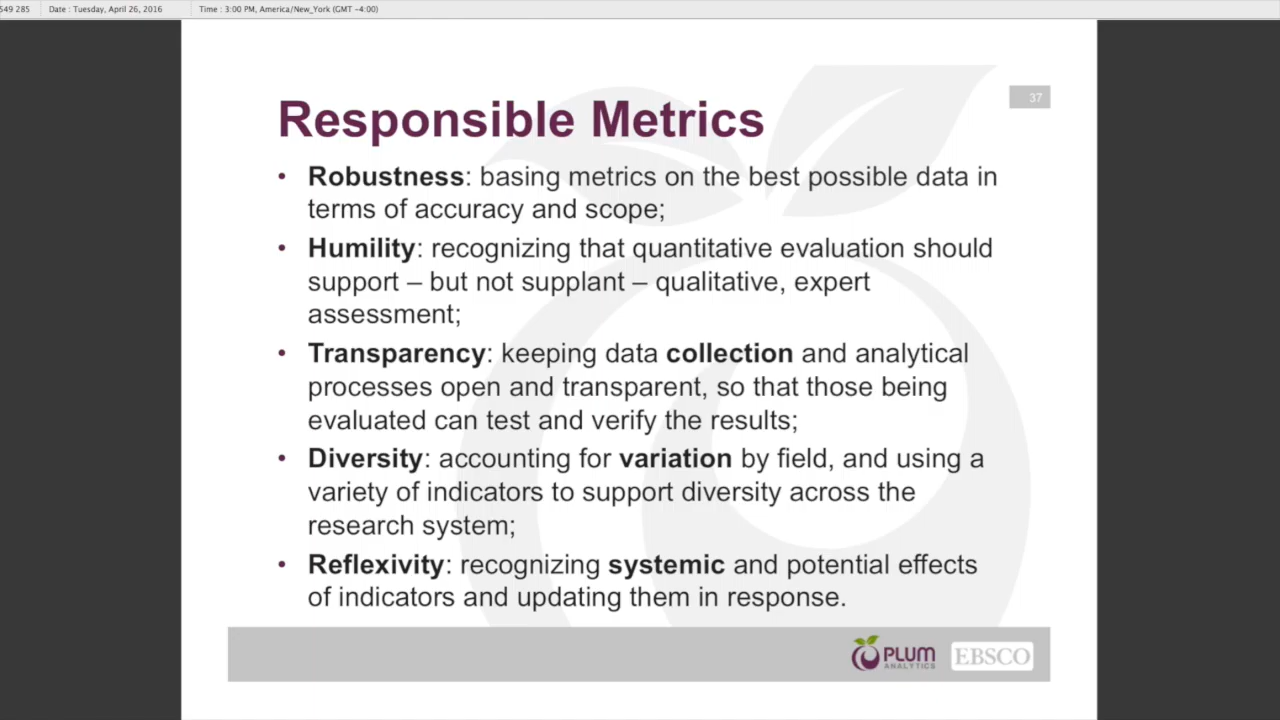 549 285 Date : Tuesday, April 26, 2016 Time : 3:00 PM, America/New_York (GMT -4:00)
37
Responsible Metrics
• Robustness: basing metrics on the best possible data in
terms of accuracy and scope;
• Humility: recognizing that quantitative evaluation should
support – but not supplant – qualitative, expert
assessment;
• Transparency: keeping data collection and analytical
processes open and transparent, so that those being
evaluated can test and verify the results;
• Diversity: accounting for variation by field, and using a
variety of indicators to support diversity across the
research system;
• Reflexivity: recognizing systemic and potential effects
of indicators and updating them in response.
PLUM
ANALYTICS
EBSCO